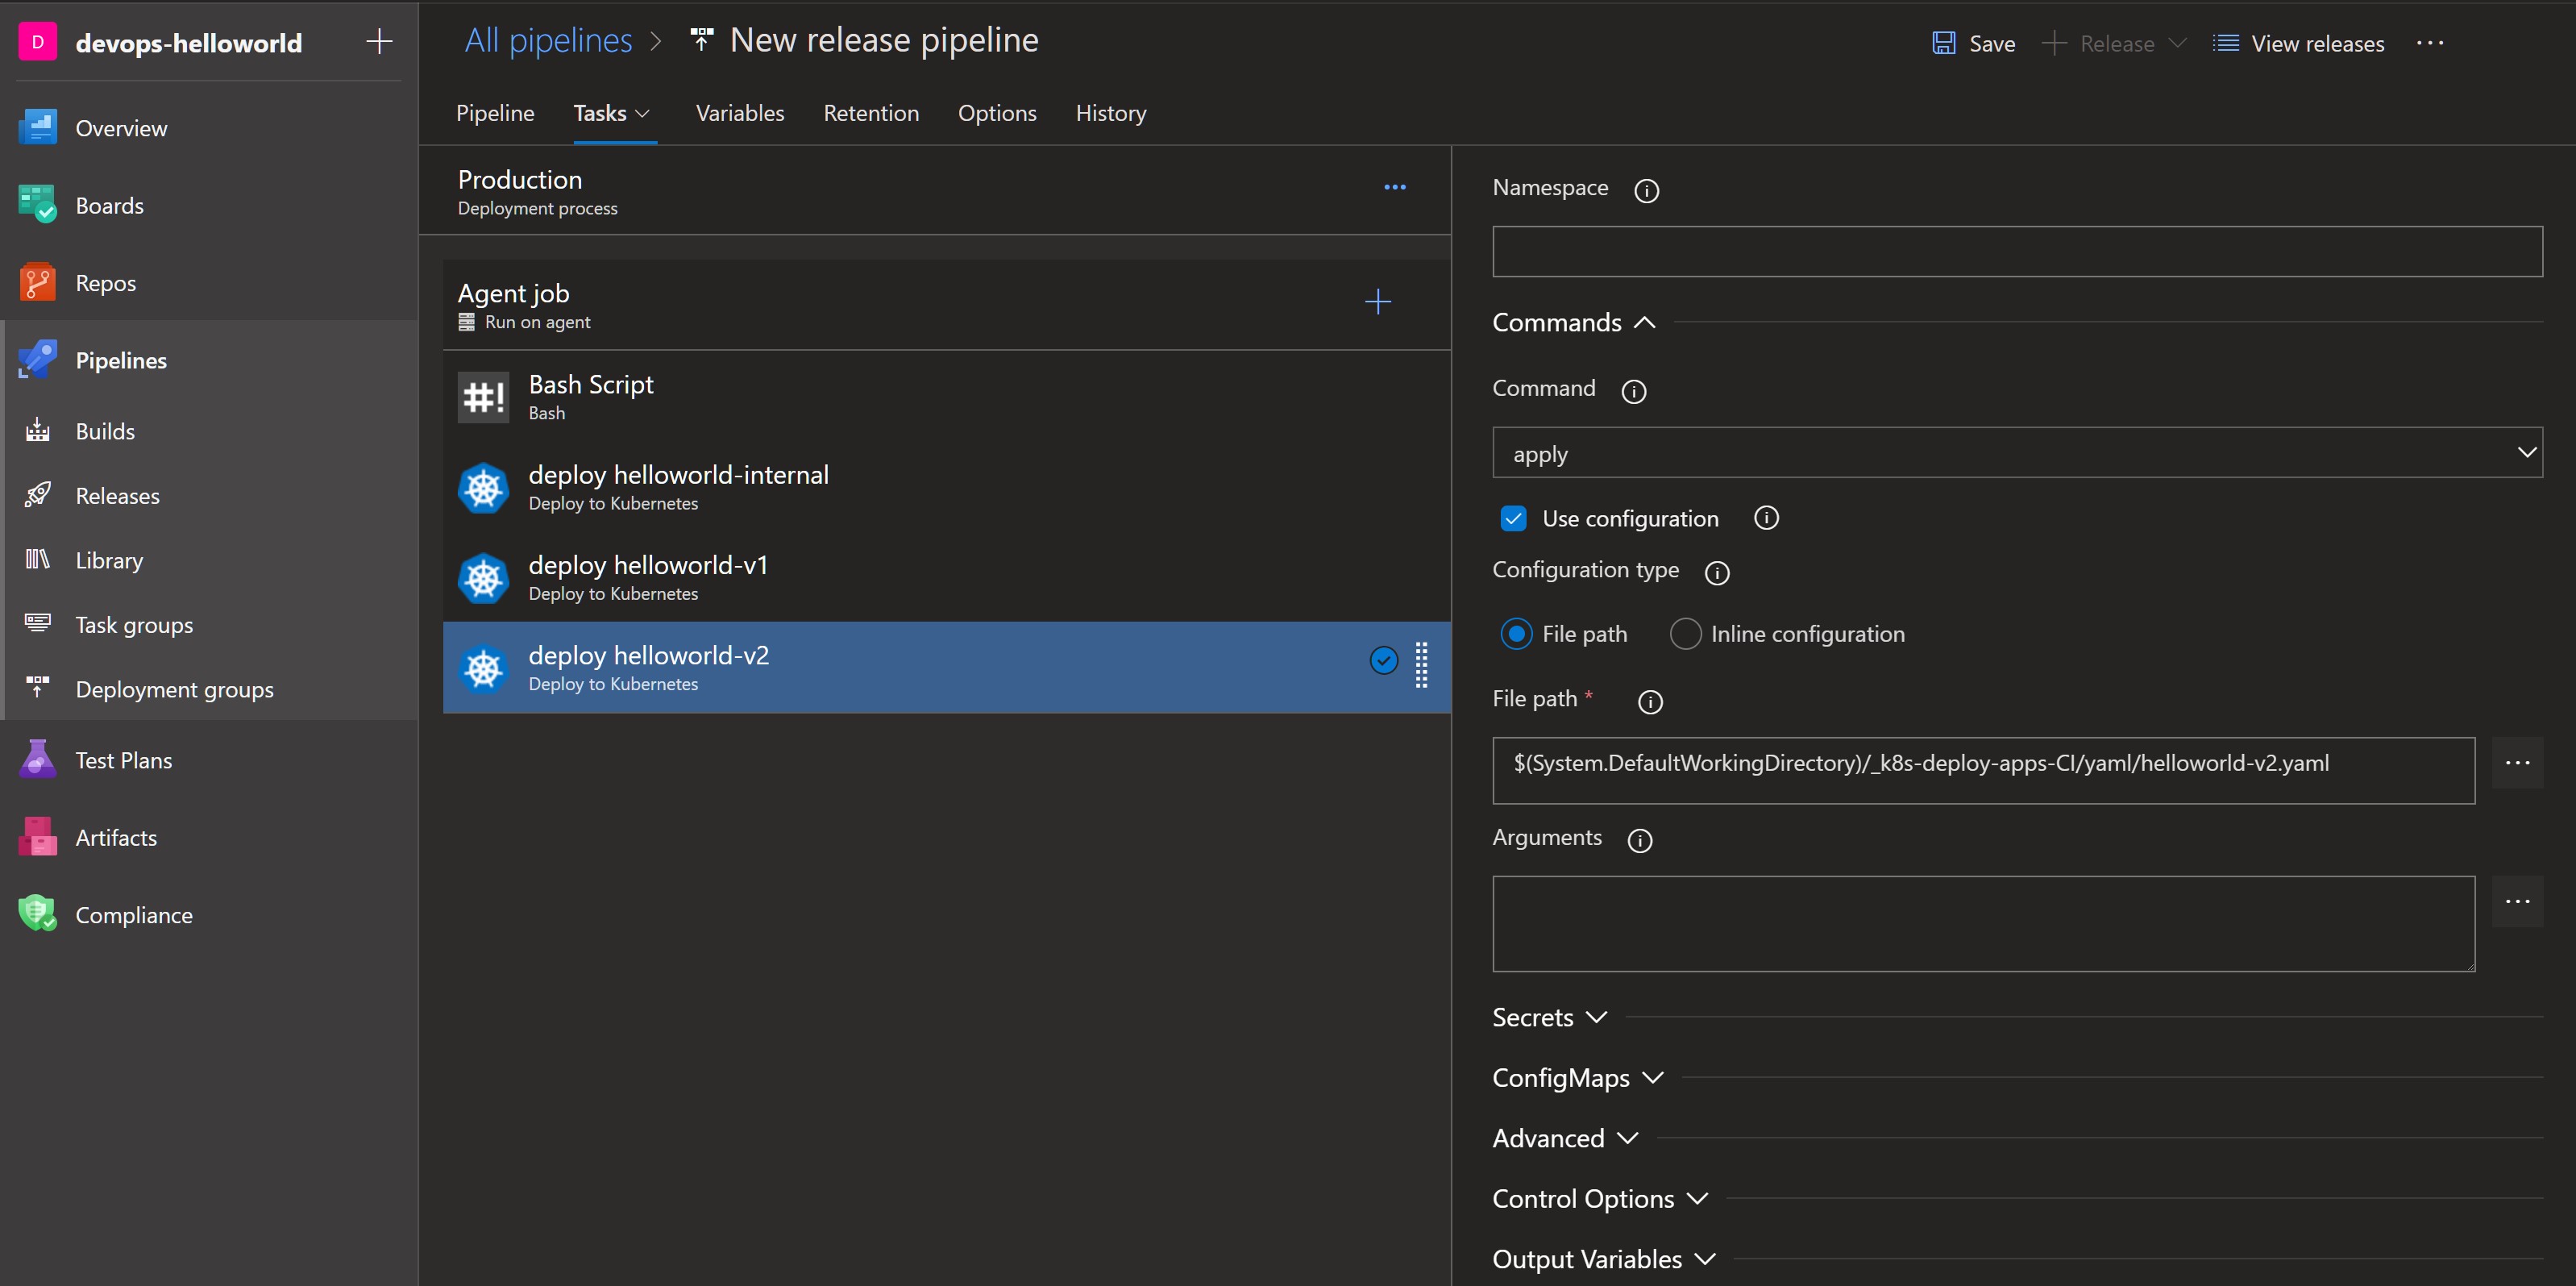 D devops-helloworld
Overview
Boards
Repos
Pipelines
Builds
Releases
Library
Task groups
Deployment groups
Test Plans
Artifacts
Compliance
All pipelines > New release pipeline
Save
Release
View releases
Pipeline
Tasks
Variables
Retention
Options
History
Production
Deployment process
Agent job
Run on agent
#! Bash Script
Bash
deploy helloworld-internal
Deploy to Kubernetes
deploy helloworld-v1
Deploy to Kubernetes
deploy helloworld-v2
Deploy to Kubernetes
Namespace
Commands
Command
apply
Use configuration
Configuration type
File path
Inline configuration
File path *
$(System.DefaultWorkingDirectory)/_k8s-deploy-apps-CI/yaml/helloworld-v2.yaml
Arguments
Secrets
ConfigMaps
Advanced
Control Options
Output Variables